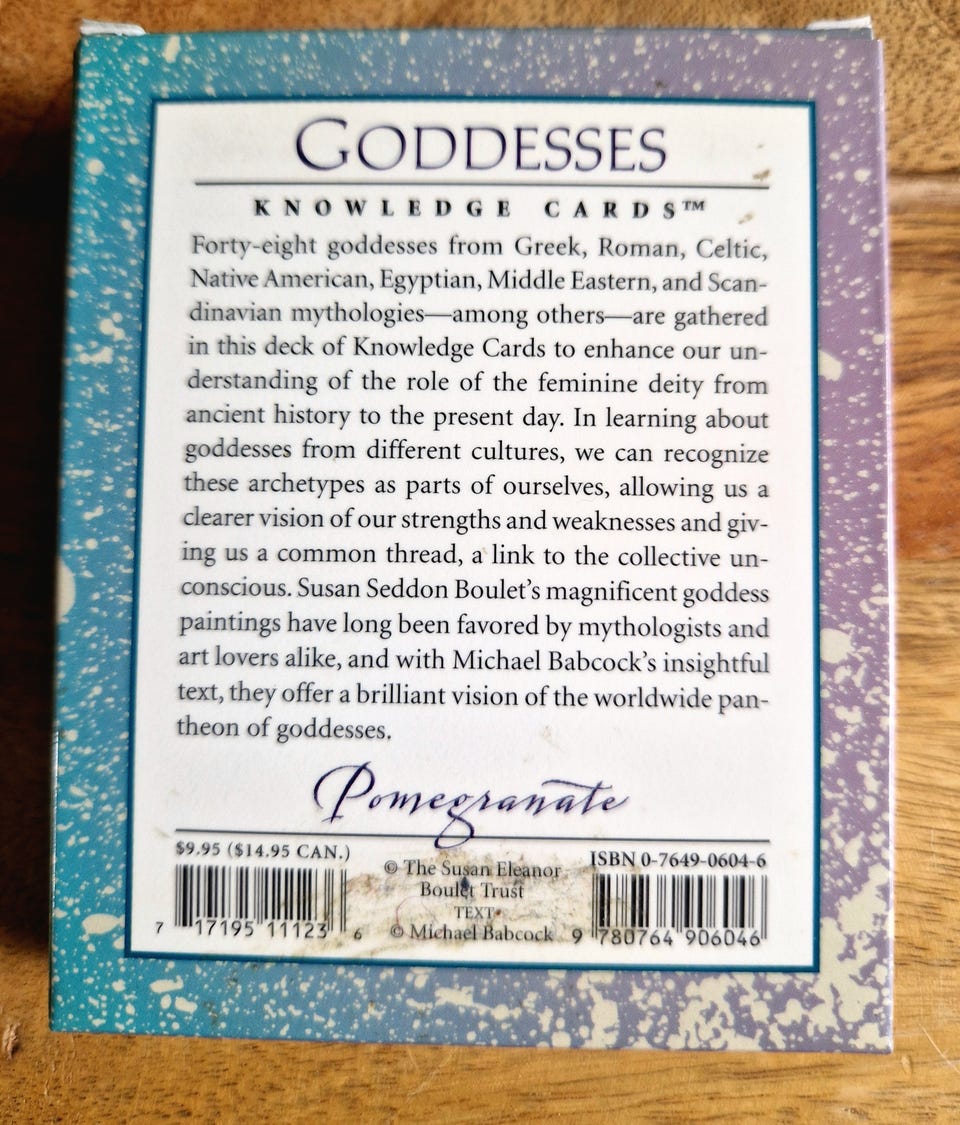 GODDESSES
KNOWLEDGE CARDS™
Forty-eight goddesses from Greek, Roman, Celtic,
Native American, Egyptian, Middle Eastern, and Scan-
dinavian mythologies—among others—are gathered
in this deck of Knowledge Cards to enhance our un-
derstanding of the role of the feminine deity from
ancient history to the present day. In learning about
goddesses from different cultures, we can recognize
these archetypes as parts of ourselves, allowing us a
clearer vision of our strengths and weaknesses and giv-
ing us a common thread, a link to the collective un-
conscious. Susan Seddon Boulet’s magnificent goddess
paintings have long been favored by mythologists and
art lovers alike, and with Michael Babcock’s insightful
text, they offer a brilliant vision of the worldwide pan-
theon of goddesses.
Pomegranate
$9.95 ($14.95 CAN.)
7 17195 11123 6
© The Susan Eleanor
Boulet Trust
TEXT
© Michael Babcock
ISBN 0-7649-0604-6
9 780764 906046